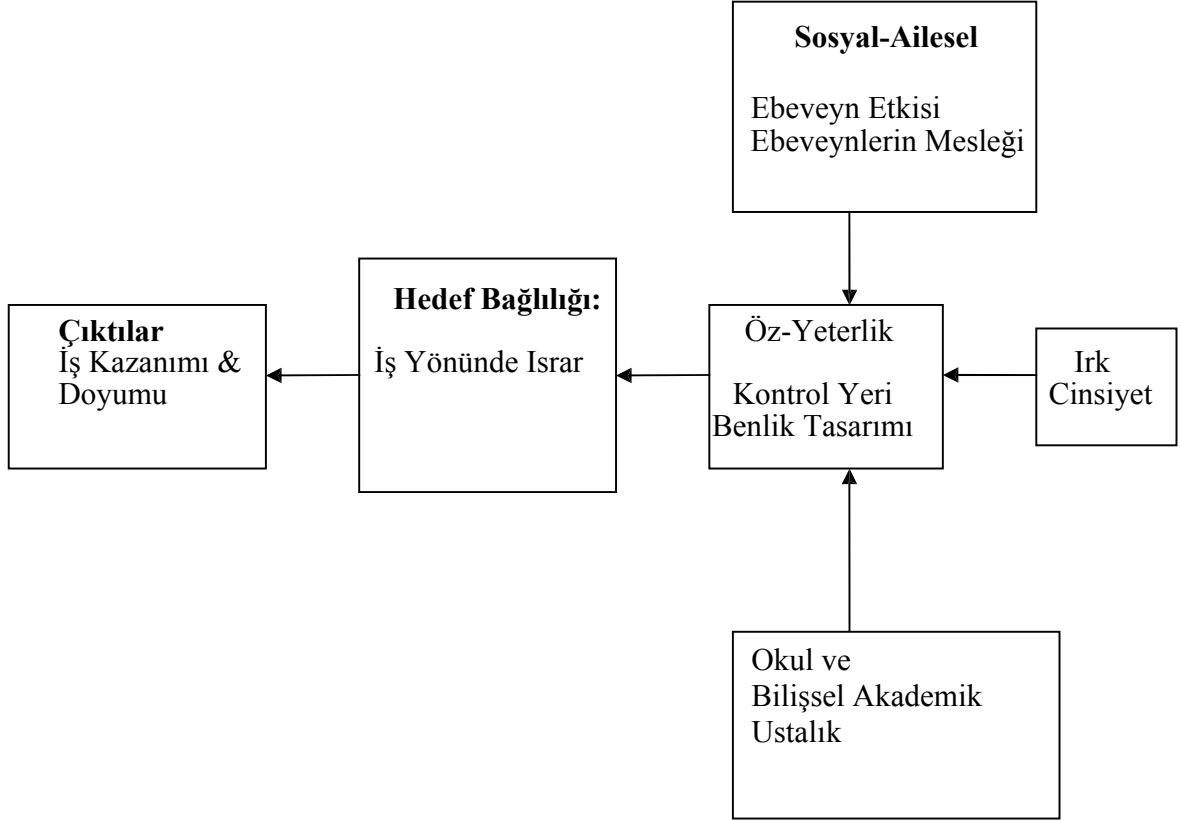 Sosyal-Ailesel
Ebeveyn Etkisi
Ebeveynlerin Mesleği
Hedef Bağlılığı:
İş Yönünde Israr
Çıktılar
İş Kazanımı &
Doyumu
Öz-Yeterlik
Kontrol Yeri
Benlik Tasarımı
Irk
Cinsiyet
Okul ve
Bilişsel Akademik
Ustalık